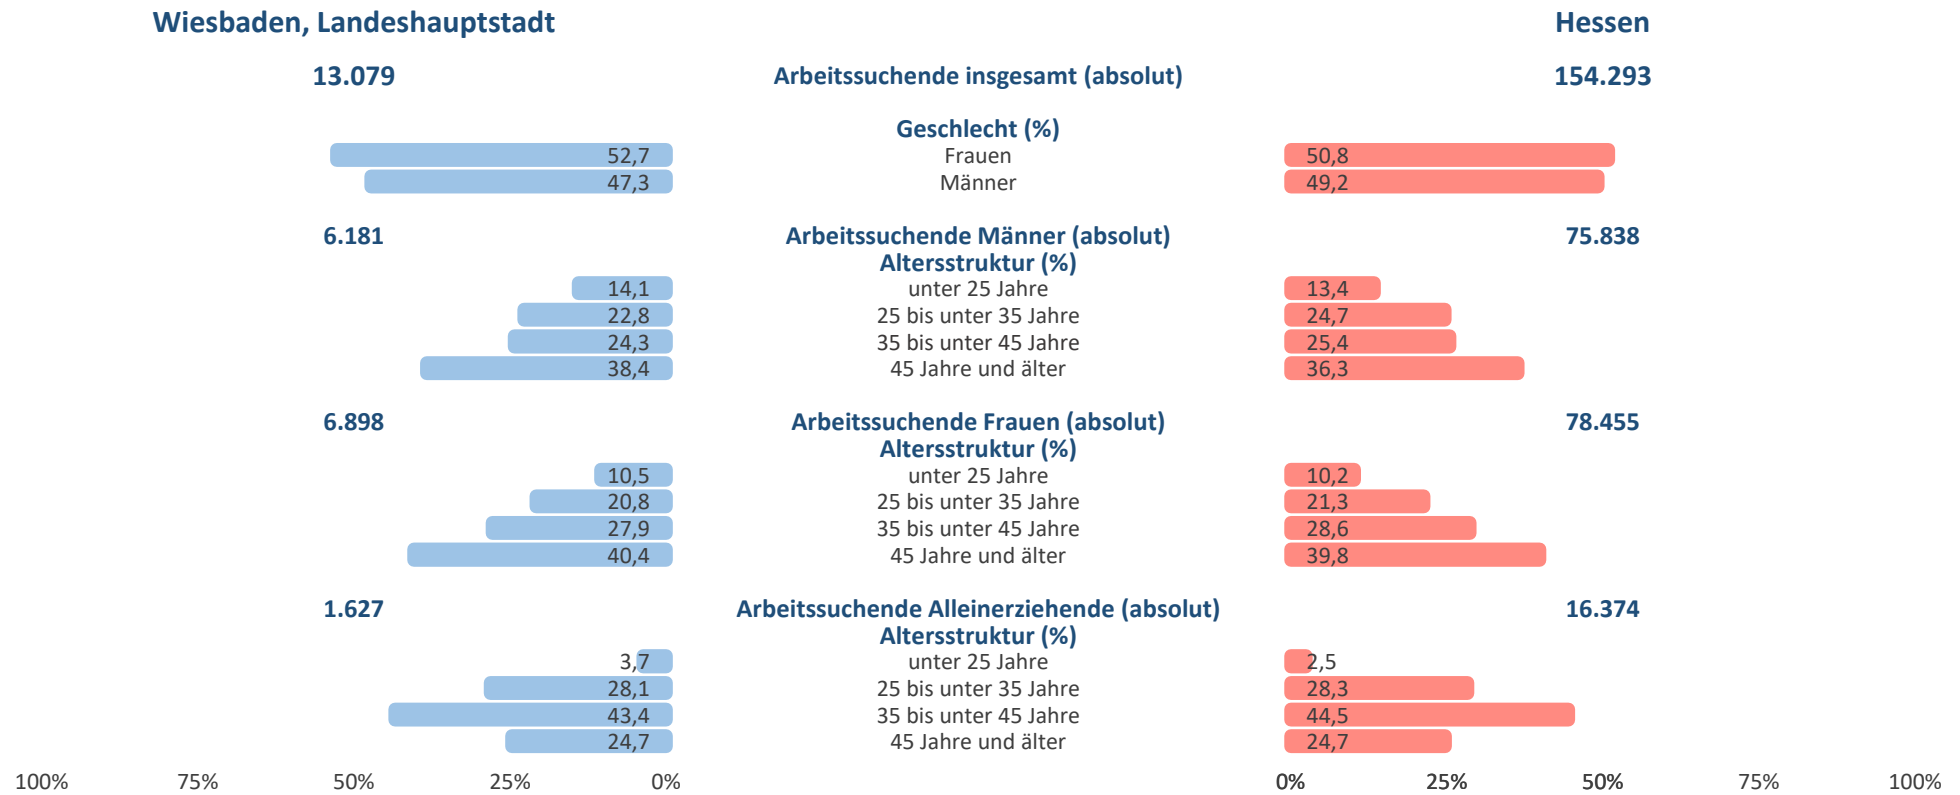 Wiesbaden, Landeshauptstadt Hessen
13.079 Arbeitssuchende insgesamt (absolut) 154.293
Geschlecht (%)
52,7 Frauen 50,8
47,3 Männer 49,2
6.181 Arbeitssuchende Männer (absolut) 75.838
Altersstruktur (%)
14,1 unter 25 Jahre 13,4
22,8 25 bis unter 35 Jahre 24,7
24,3 35 bis unter 45 Jahre 25,4
38,4 45 Jahre und älter 36,3
6.898 Arbeitssuchende Frauen (absolut) 78.455
Altersstruktur (%)
10,5 unter 25 Jahre 10,2
20,8 25 bis unter 35 Jahre 21,3
27,9 35 bis unter 45 Jahre 28,6
40,4 45 Jahre und älter 39,8
1.627 Arbeitssuchende Alleinerziehende (absolut) 16.374
Altersstruktur (%)
3,7 unter 25 Jahre 2,5
28,1 25 bis unter 35 Jahre 28,3
43,4 35 bis unter 45 Jahre 44,5
24,7 45 Jahre und älter 24,7
100% 75% 50% 25% 0% 0% 25% 50% 75% 100%